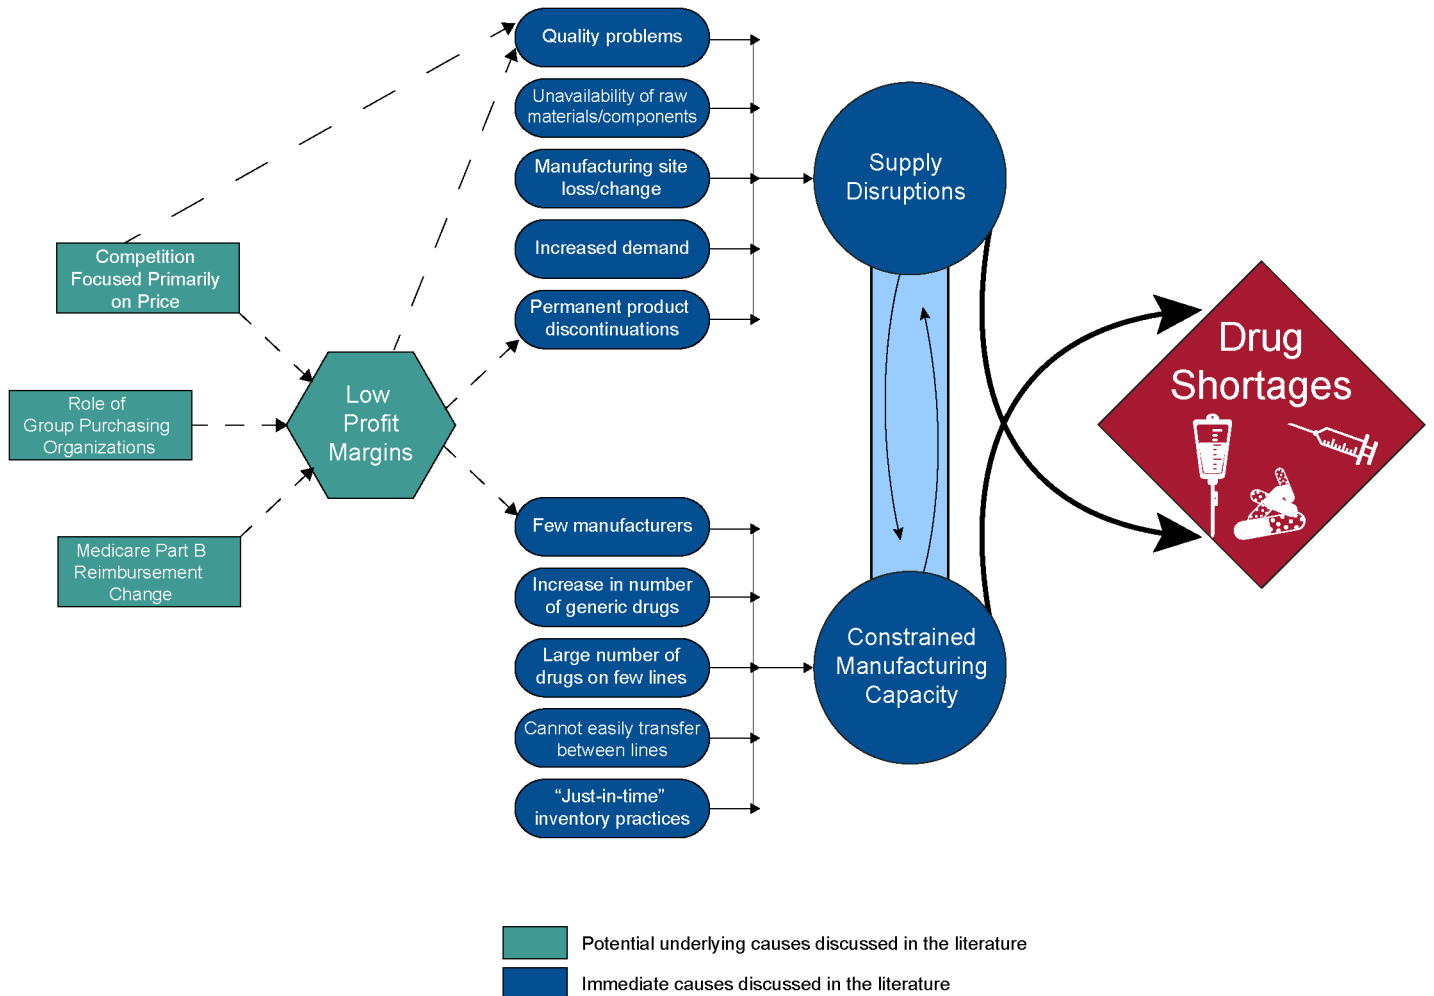 Quality problems
Unavailability of raw
materials/components
Manufacturing site
loss/change
Increased demand
Permanent product
discontinuations
Supply
Disruptions
Competition
Focused Primarily
on Price
Role of
Group Purchasing
Organizations
Medicare Part B
Reimbursement
Change
Low
Profit
Margins
Drug
Shortages
Few manufacturers
Increase in number
of generic drugs
Large number of
drugs on few lines
Cannot easily transfer
between lines
“Just-in-time”
inventory practices
Constrained
Manufacturing
Capacity
Potential underlying causes discussed in the literature
Immediate causes discussed in the literature